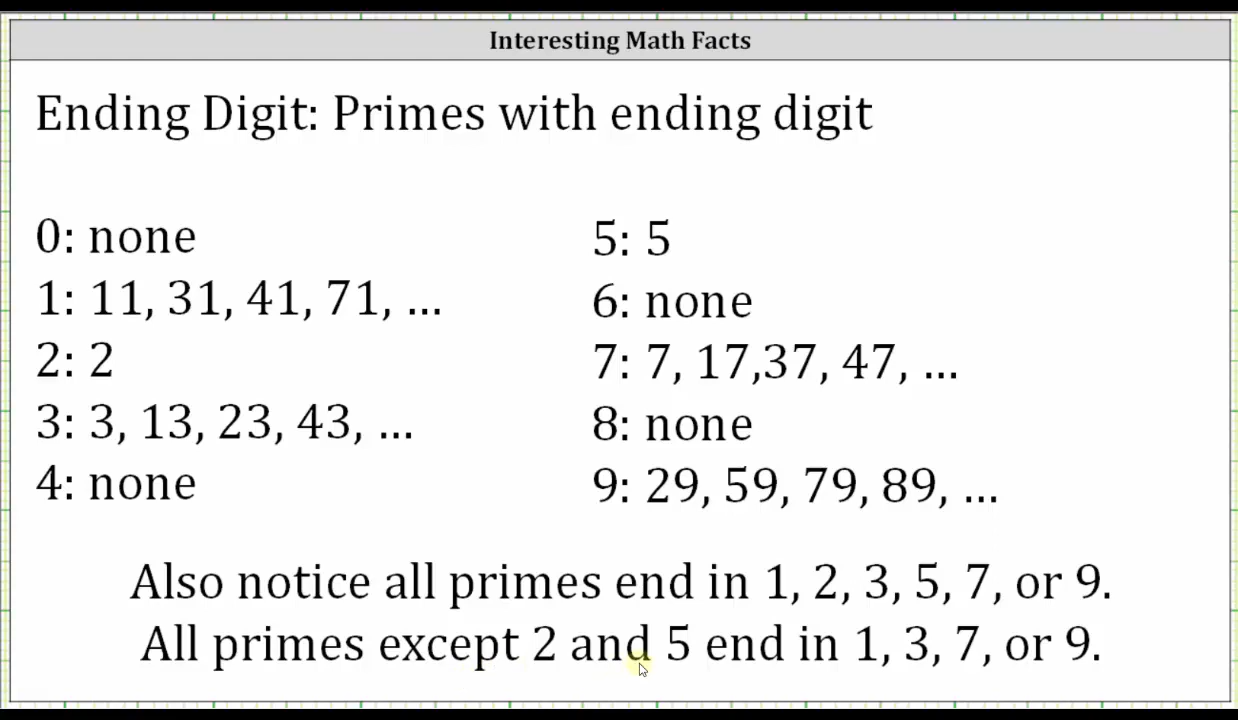 Interesting Math Facts
Ending Digit: Primes with ending digit
0: none
1: 11, 31, 41, 71, ...
2: 2
3: 3, 13, 23, 43, ...
4: none
5: 5
6: none
7: 7, 17,37, 47, ...
8: none
9: 29, 59, 79, 89, ...
Also notice all primes end in 1, 2, 3, 5, 7, or 9.
All primes except 2 and 5 end in 1, 3, 7, or 9.